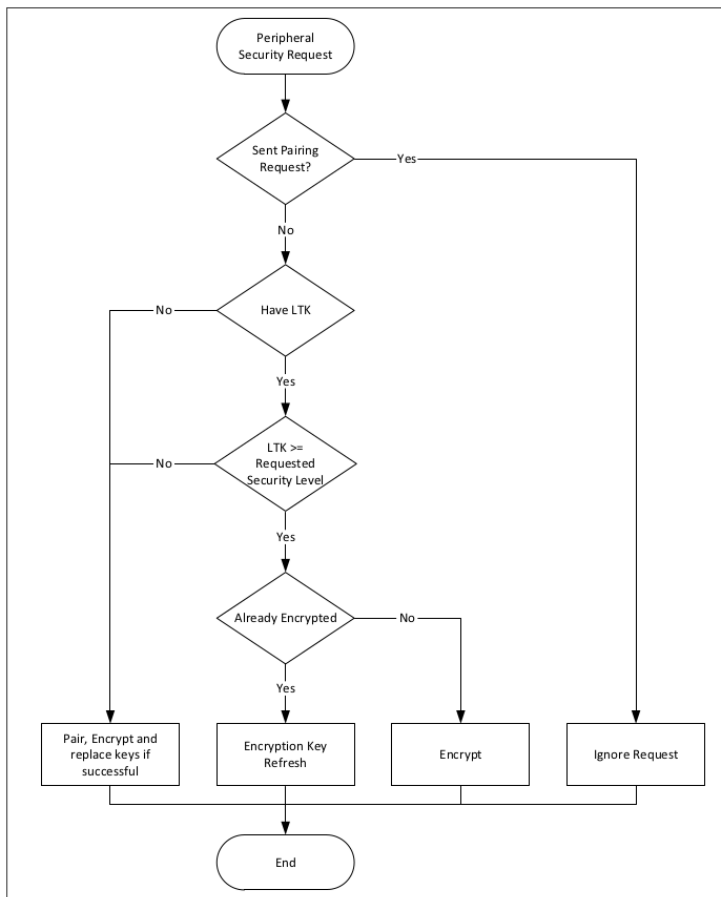 Peripheral
Security Request
Sent Pairing
Request?
Yes
No
Have LTK
No
Yes
LTK >=
Requested
Security Level
No
Yes
Already Encrypted
No
Yes
Pair, Encrypt and
replace keys if
successful
Encryption Key
Refresh
Encrypt
Ignore Request
End